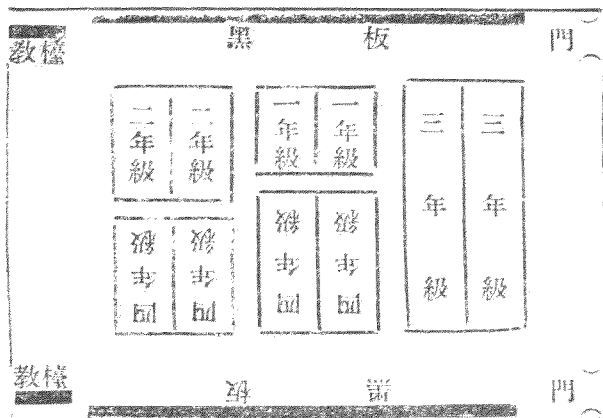 教檯 黑板 門
三年級
三年級
一年級
一年級
二年級
二年級
四年級
四年級
四年級
四年級
教檯 黑板 門